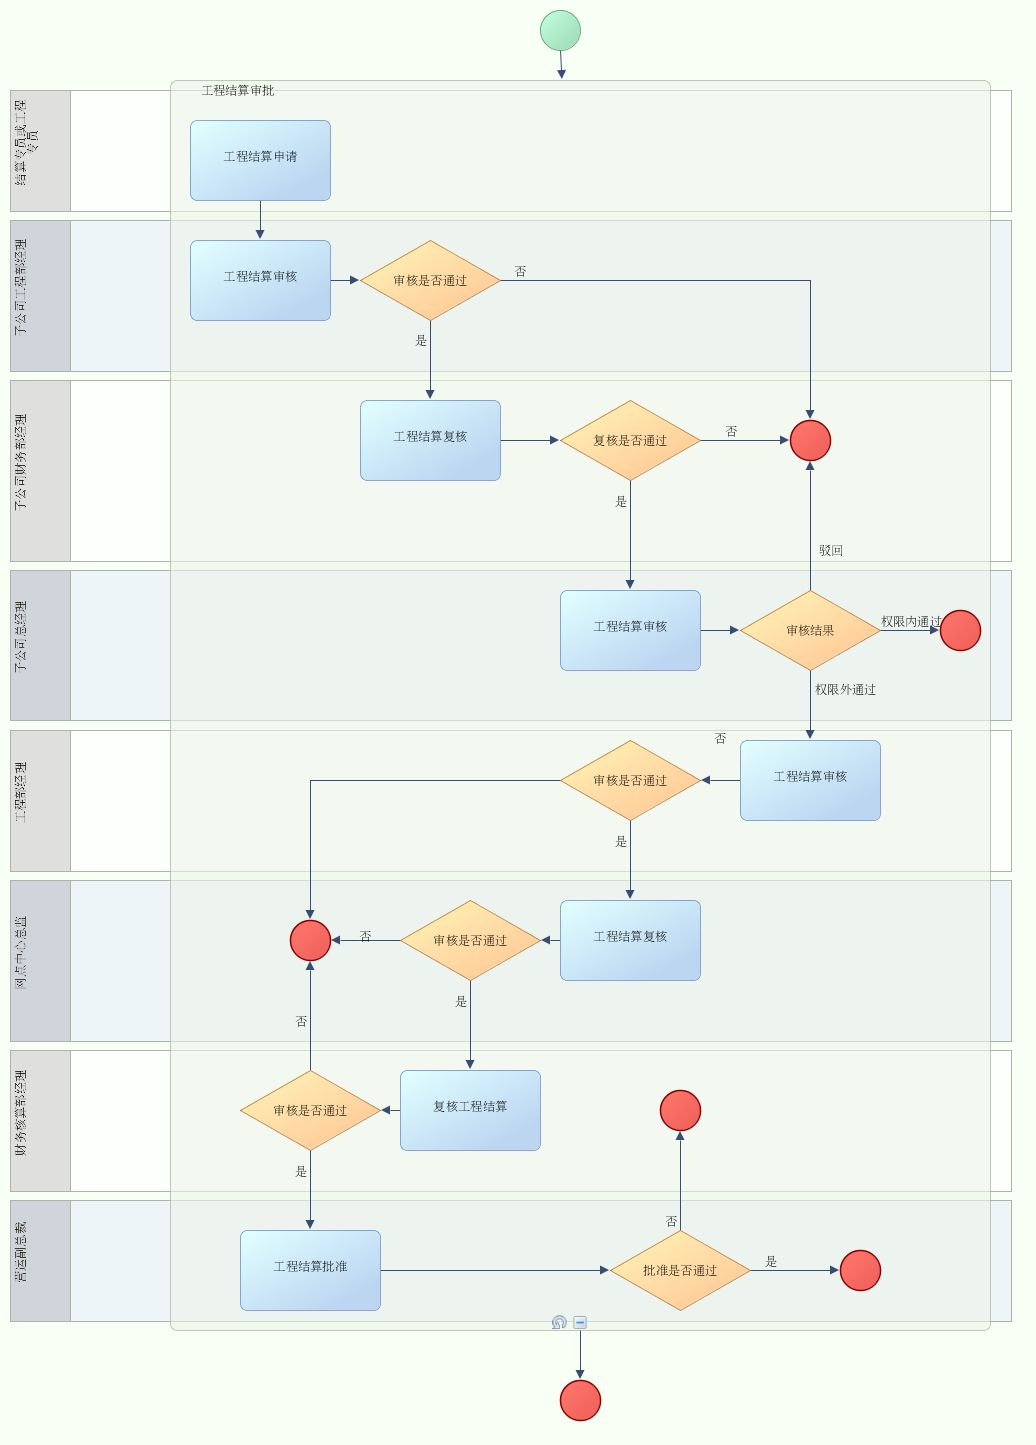 工程结算审批
结算专员或工程
专员
工程结算申请
子公司工程部经理
工程结算审核
审核是否通过
否
是
子公司财务部经理
工程结算复核
复核是否通过
否
是
驳回
子公司总经理
工程结算审核
审核结果
权限内通过
权限外通过
工程部经理
否
审核是否通过
工程结算审核
是
网点中心总监
否
审核是否通过
工程结算复核
是
否
财务核算部经理
审核是否通过
复核工程结算
是
营运副总裁
否
工程结算批准
批准是否通过
是